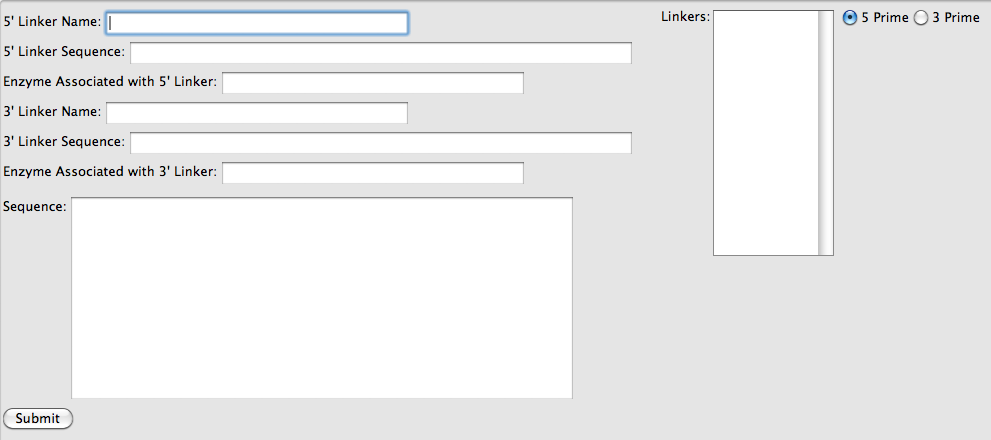 5' Linker Name:
5' Linker Sequence:
Enzyme Associated with 5' Linker:
3' Linker Name:
3' Linker Sequence:
Enzyme Associated with 3' Linker:
Sequence:
Submit
Linkers: 5 Prime 3 Prime